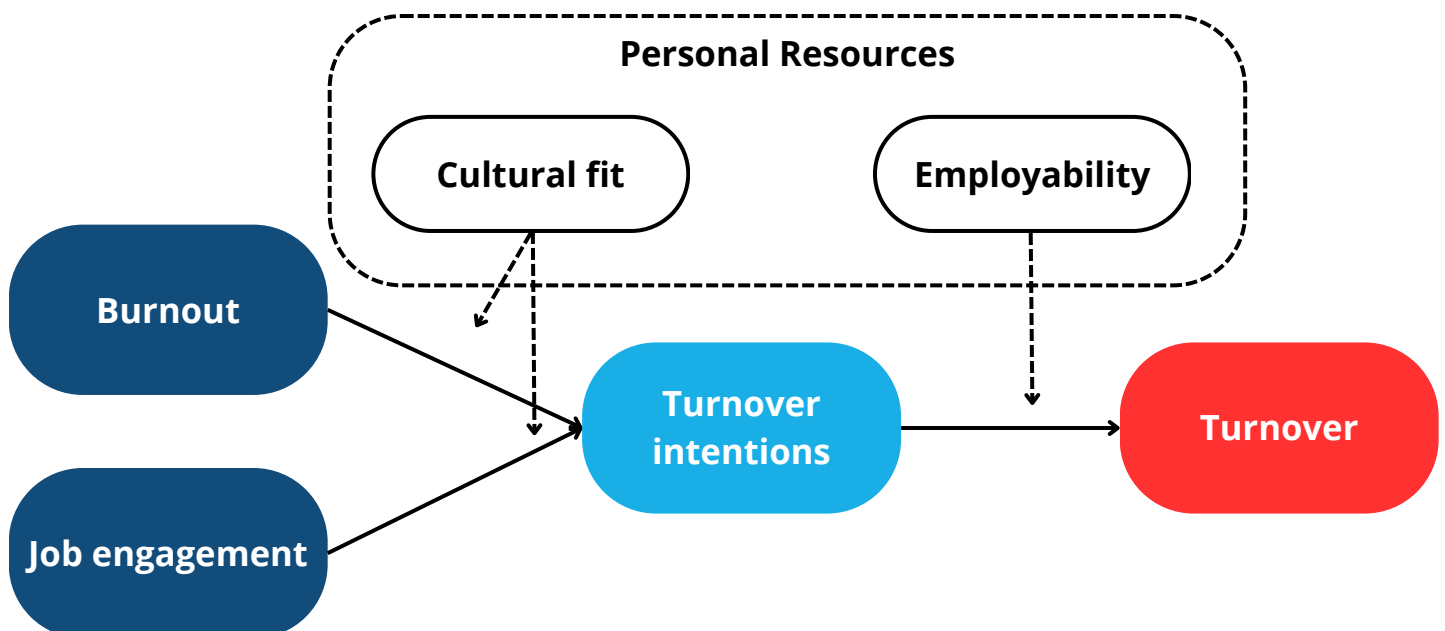 Personal Resources
Cultural fit
Employability
Burnout
Turnover
intentions
Turnover
Job engagement